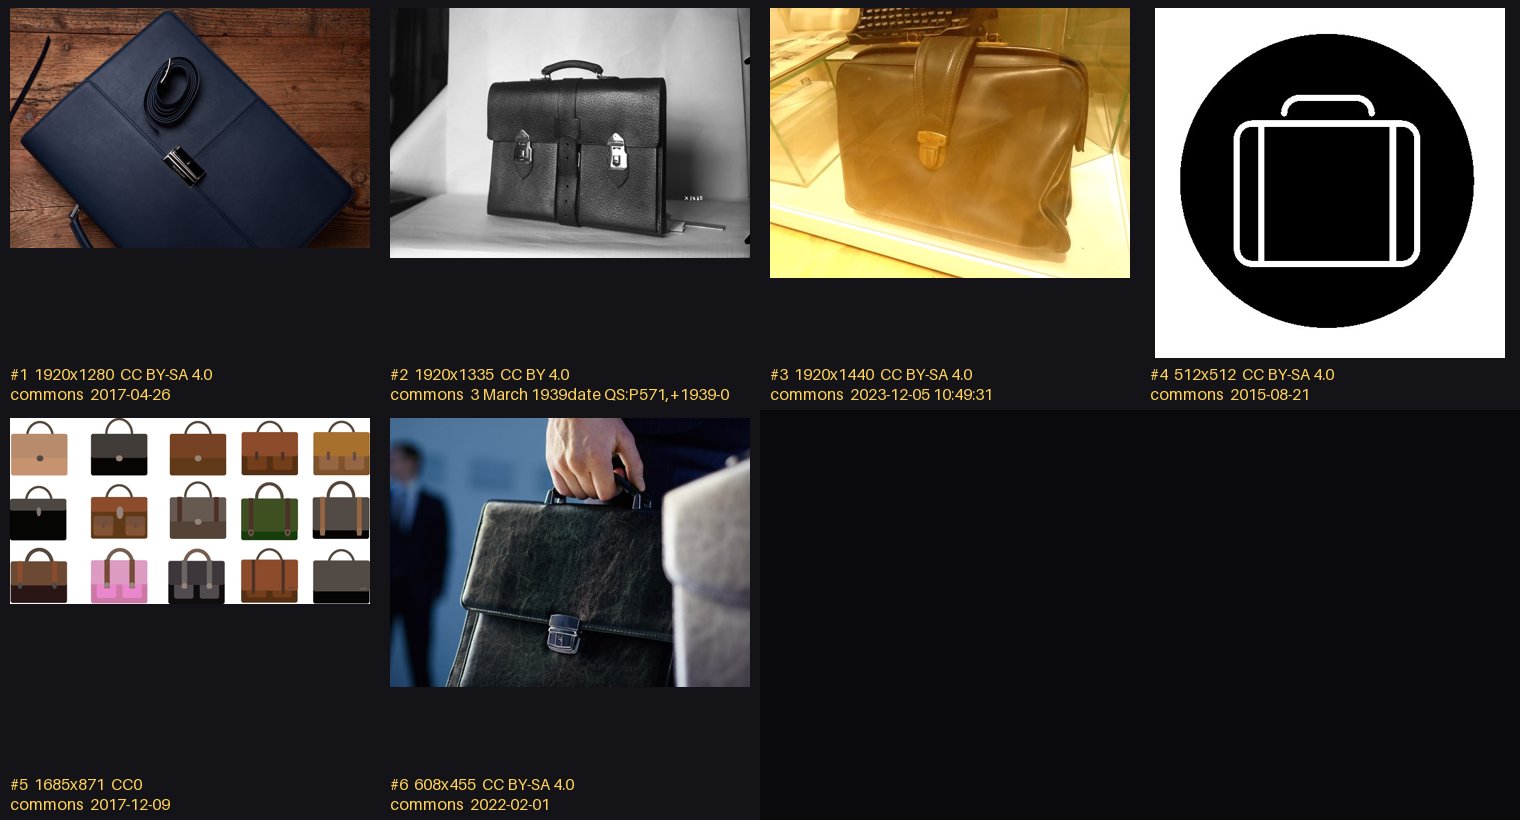 X 1035
#1 1920x1280 CC BY-SA 4.0
commons 2017-04-26
#2 1920x1335 CC BY 4.0
commons 3 March 1939date QS:P571,+1939-0
#3 1920x1440 CC BY-SA 4.0
commons 2023-12-05 10:49:31
#4 512x512 CC BY-SA 4.0
commons 2015-08-21
#5 1685x871 CC0
commons 2017-12-09
#6 608x455 CC BY-SA 4.0
commons 2022-02-01